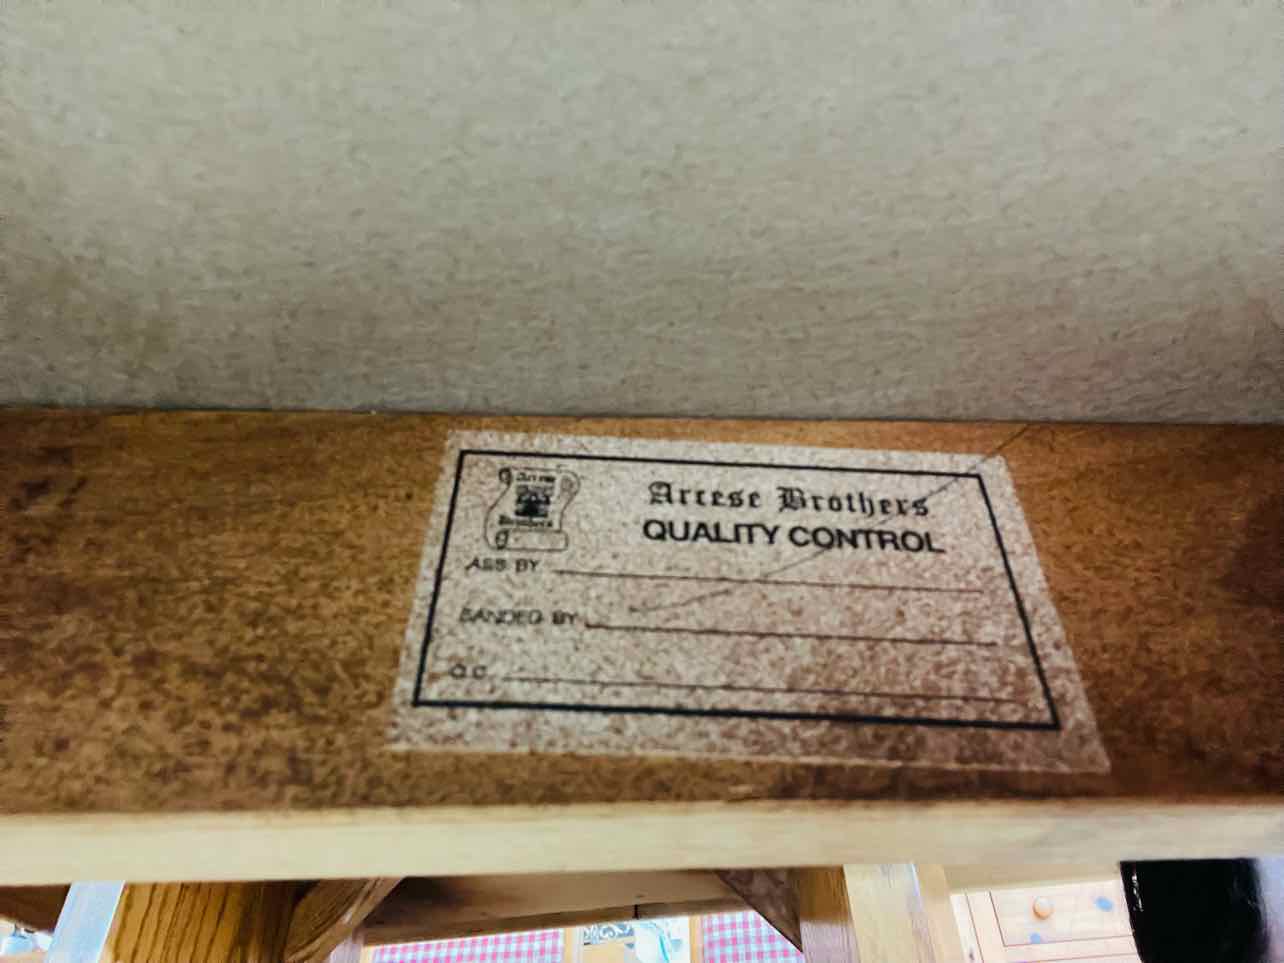 Arcese Brothers
QUALITY CONTROL
ASS BY
SANDED BY
Q.C.